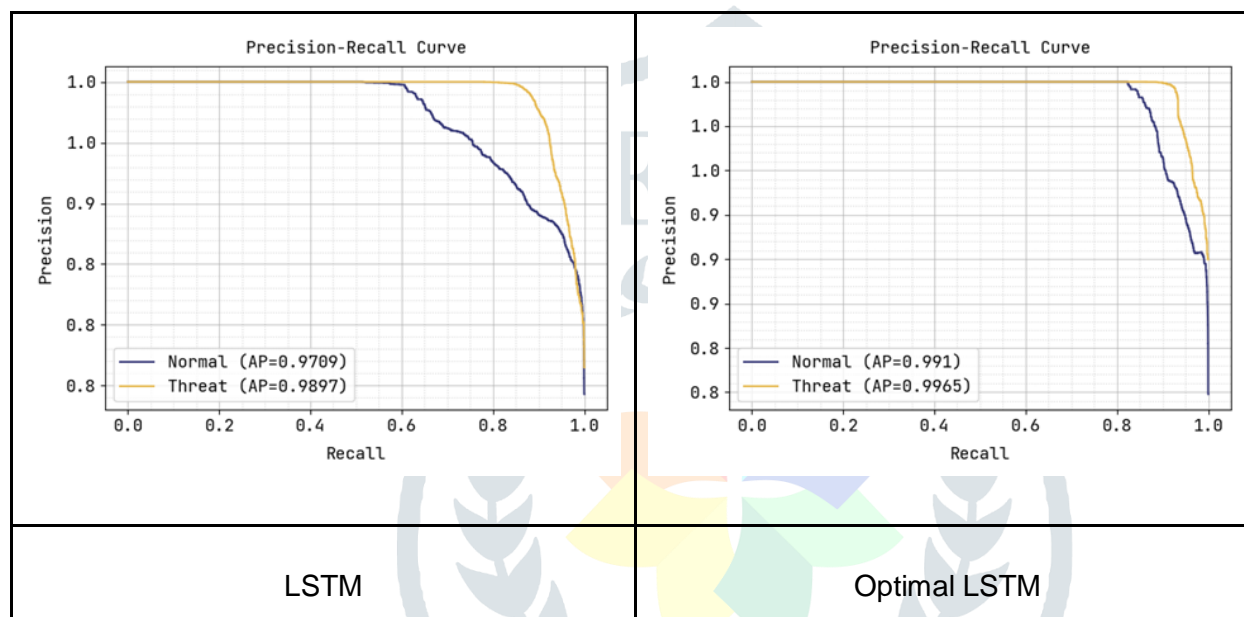 Precision-Recall Curve
1.0
1.0
0.9
0.8
0.8
0.8
Precision
Normal (AP=0.9709)
Threat (AP=0.9897)
0.0 0.2 0.4 0.6 0.8 1.0
Recall
LSTM
Precision-Recall Curve
1.0
1.0
1.0
0.9
0.9
0.9
0.8
0.8
Precision
Normal (AP=0.991)
Threat (AP=0.9965)
0.0 0.2 0.4 0.6 0.8 1.0
Recall
Optimal LSTM